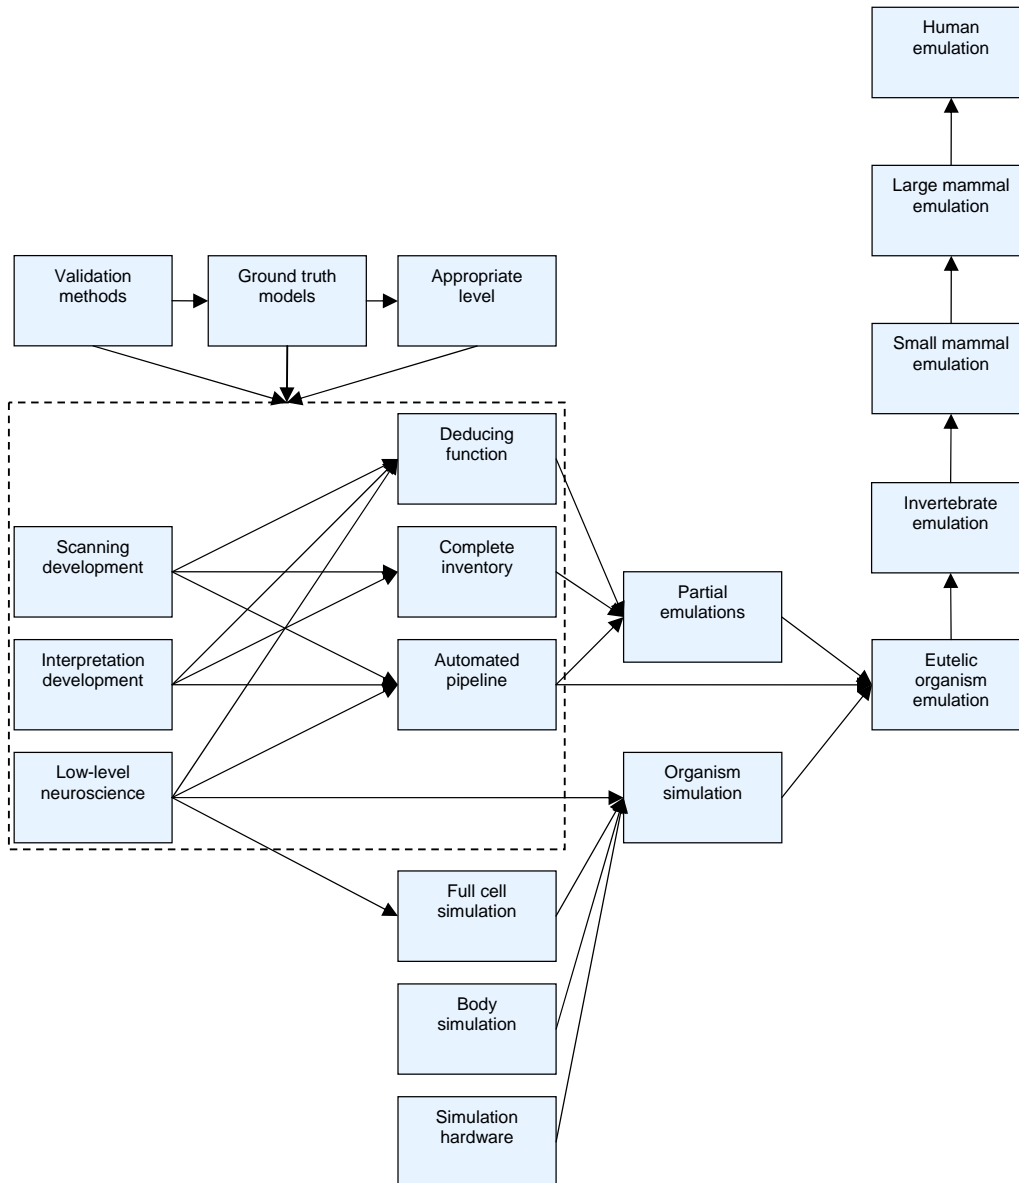 Human
emulation
Large mammal
emulation
Validation
methods
Ground truth
models
Appropriate
level
Small mammal
emulation
Deducing
function
Invertebrate
emulation
Scanning
development
Complete
inventory
Partial
emulations
Interpretation
development
Automated
pipeline
Eutelic
organism
emulation
Low-level
neuroscience
Organism
simulation
Full cell
simulation
Body
simulation
Simulation
hardware